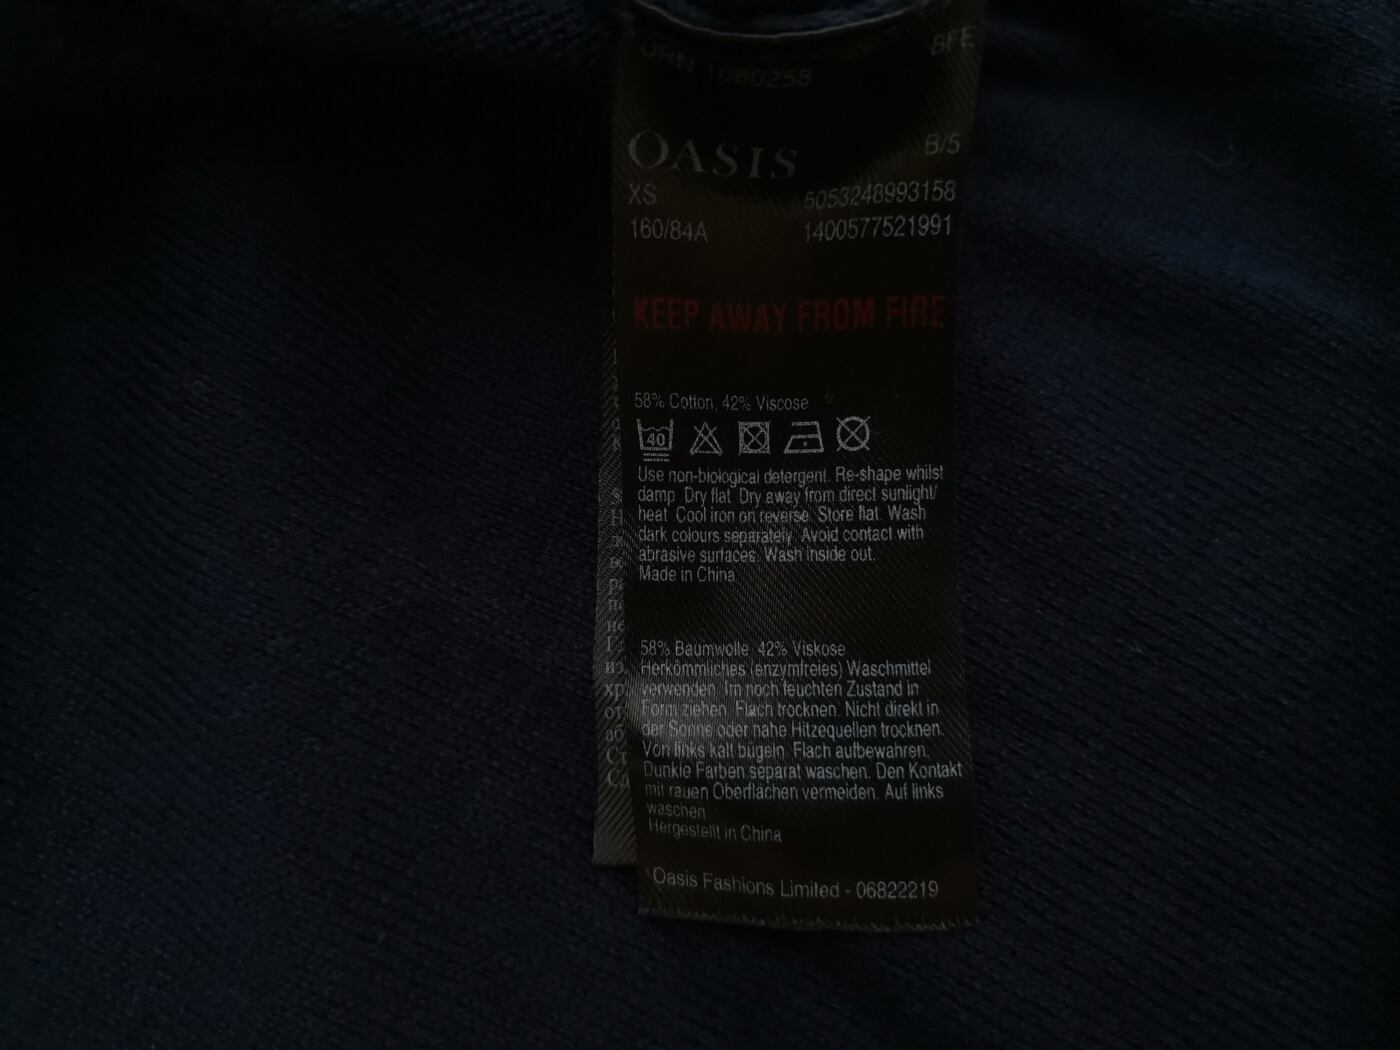 1680258
BFE
OASIS
B/5
XS
5053248993158
160/84A
1400577521991
KEEP AWAY FROM FIRE
58% Cotton, 42% Viscose
40
Use non-biological detergent. Re-shape whilst
damp. Dry flat. Dry away from direct sunlight/
heat. Cool iron on reverse. Store flat. Wash
dark colours separately. Avoid contact with
abrasive surfaces. Wash inside out.
Made in China
58% Baumwolle, 42% Viskose
Herkömmliches (enzymfreies) Waschmittel
verwenden. Im noch feuchten Zustand in
Form ziehen. Flach trocknen. Nicht direkt in
der Sonne oder nahe Hitzequellen trocknen.
Von links kalt bügeln. Flach aufbewahren.
Dunkle Farben separat waschen. Den Kontakt
mit rauen Oberflächen vermeiden. Auf links
waschen
Hergestellt in China
Oasis Fashions Limited - 06822219